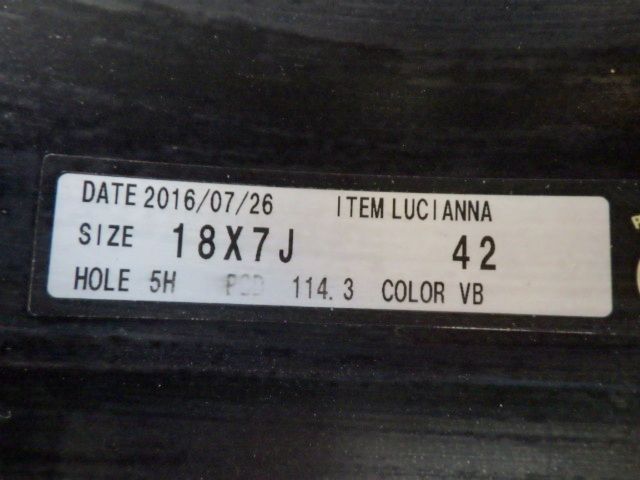 DATE 2016/07/26 ITEM LUCIANNA
SIZE 18X7J 42
HOLE 5H PCD 114.3 COLOR VB